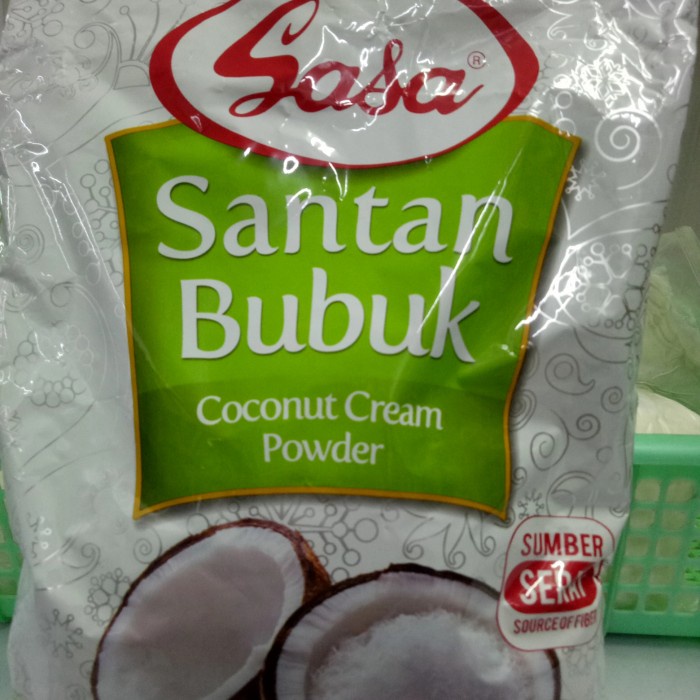 Sasa ®
Santan
Bubuk
Coconut Cream
Powder
SUMBER
SERAT
SOURCE OF FIBER